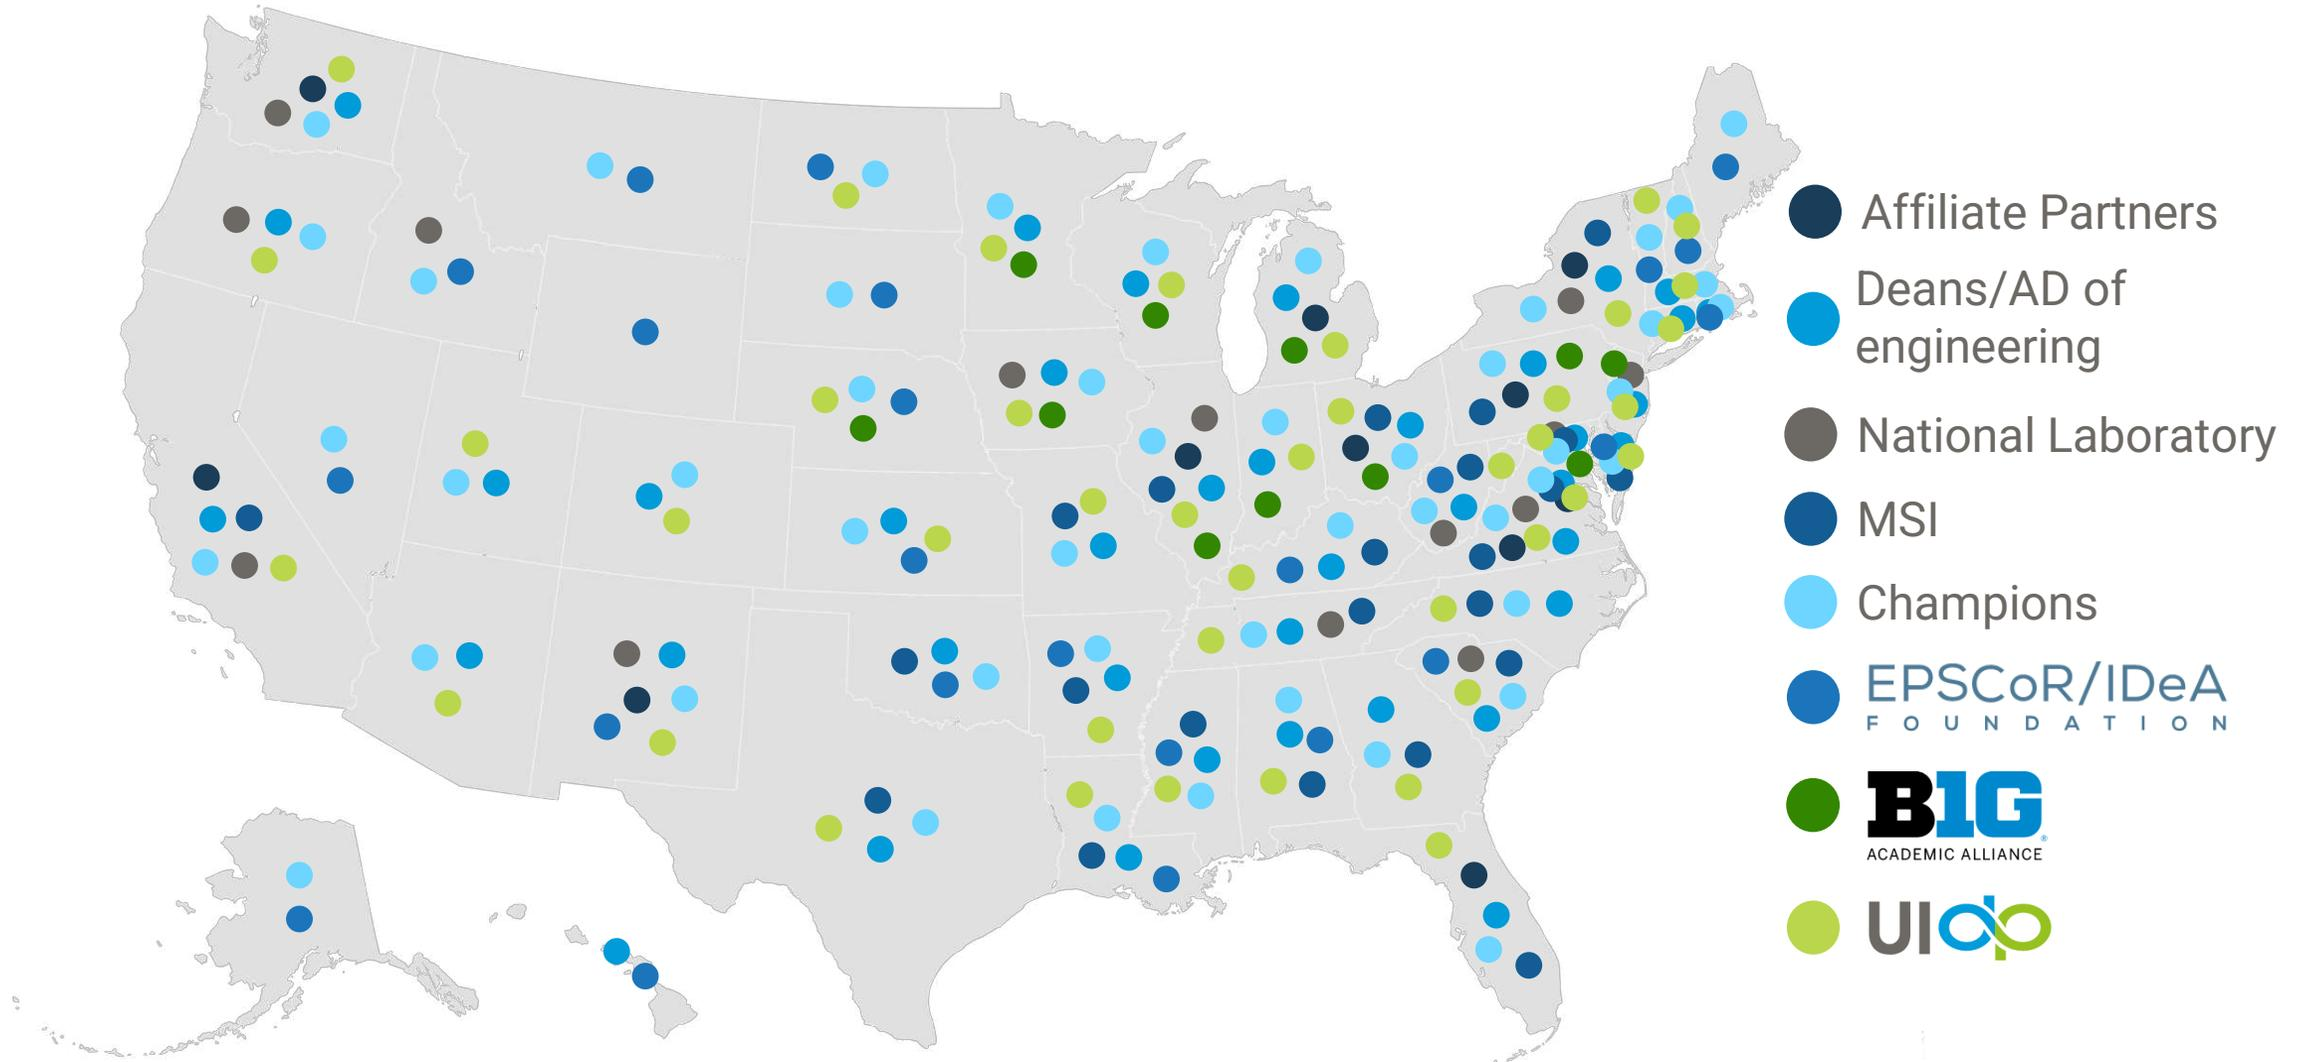 Affiliate Partners
Deans/AD of
engineering
National Laboratory
MSI
Champions
EPSCoR/IDeA
FOUNDATION
B1G
®
ACADEMIC ALLIANCE
UIDP